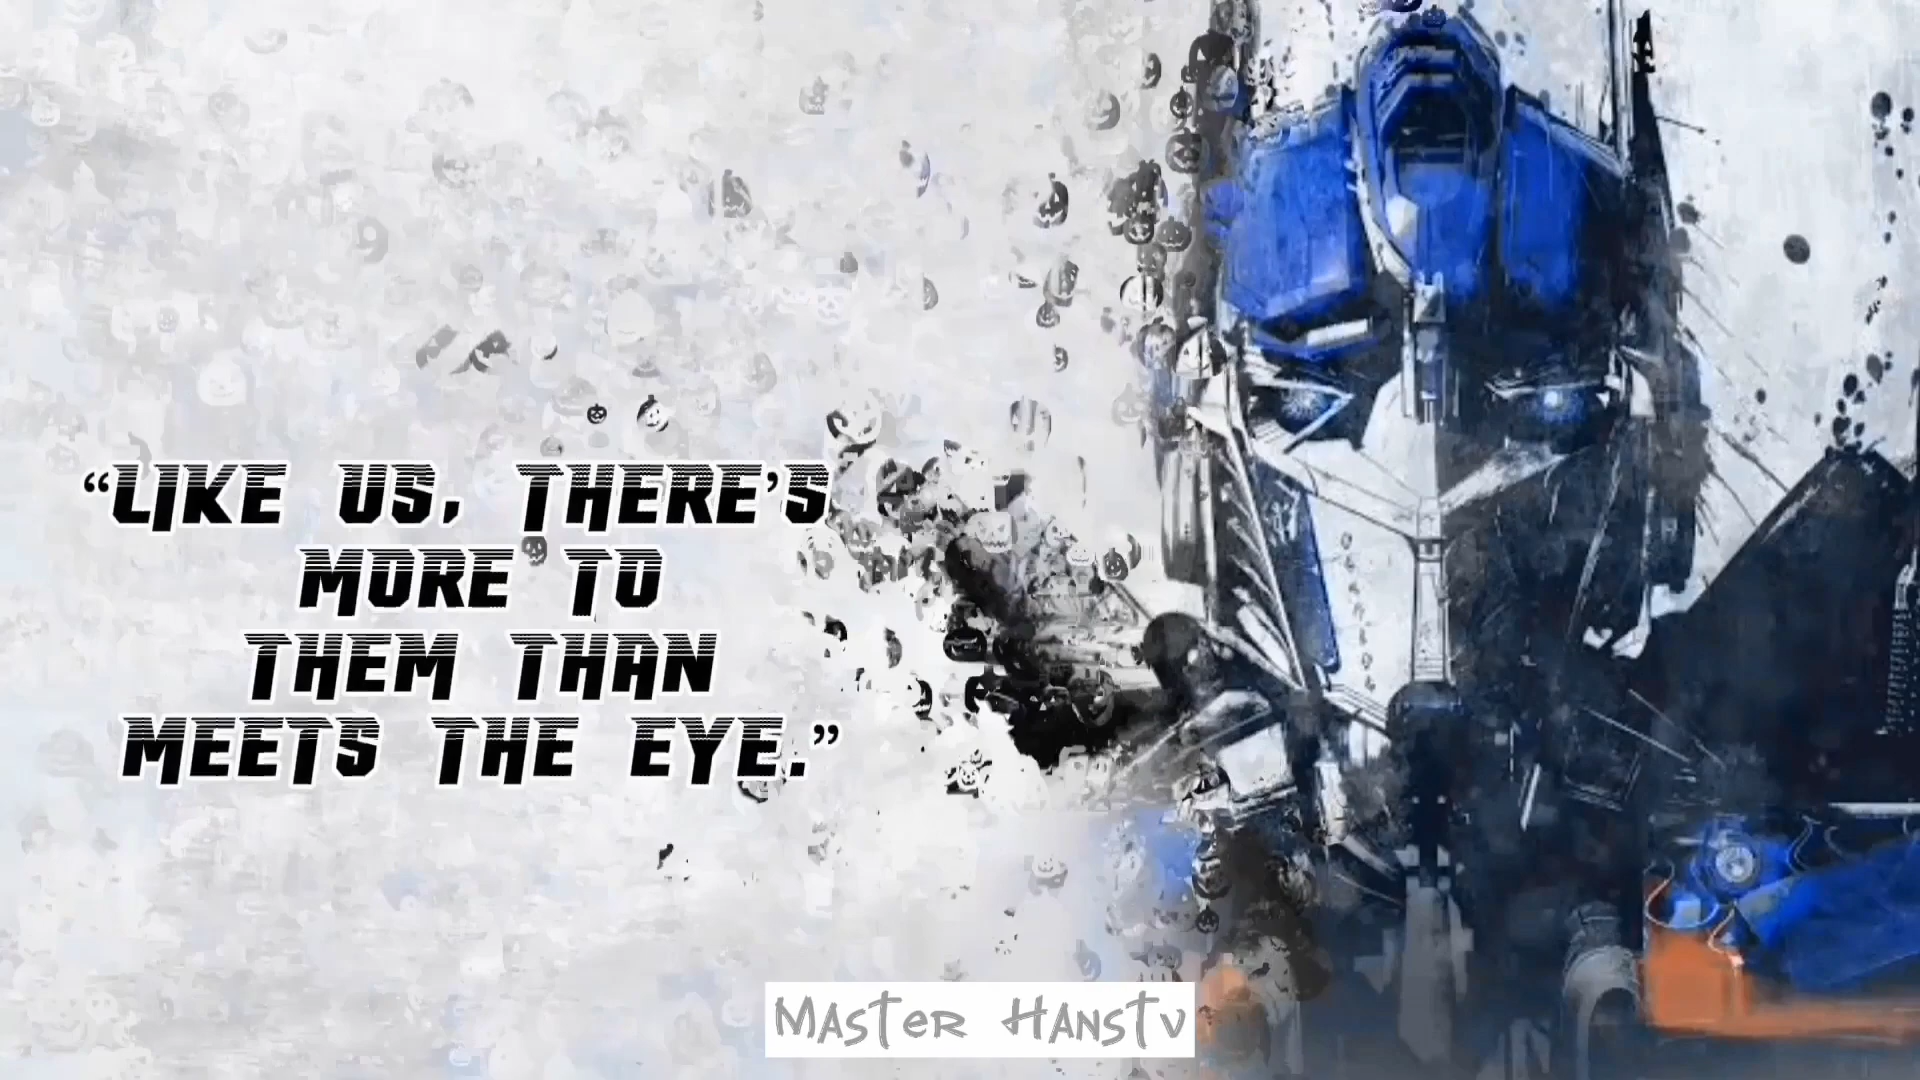 “LIKE US, THERE’S
MORE TO
THEM THAN
MEETS THE EYE.”
MASTER HANSTV